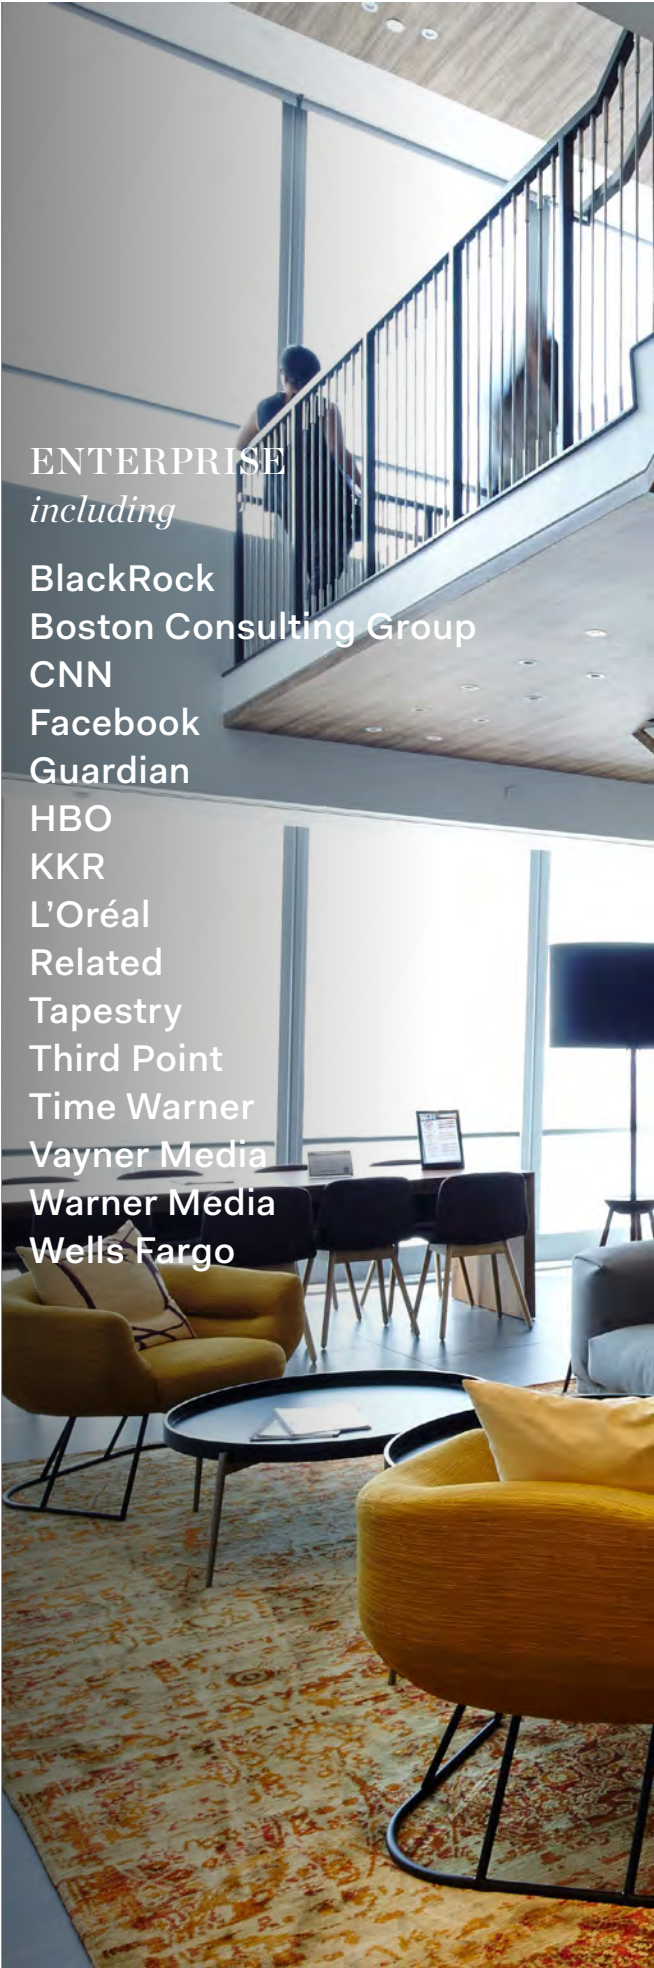 ENTERPRISE
including
BlackRock
Boston Consulting Group
CNN
Facebook
Guardian
HBO
KKR
L’Oréal
Related
Tapestry
Third Point
Time Warner
Vayner Media
Warner Media
Wells Fargo